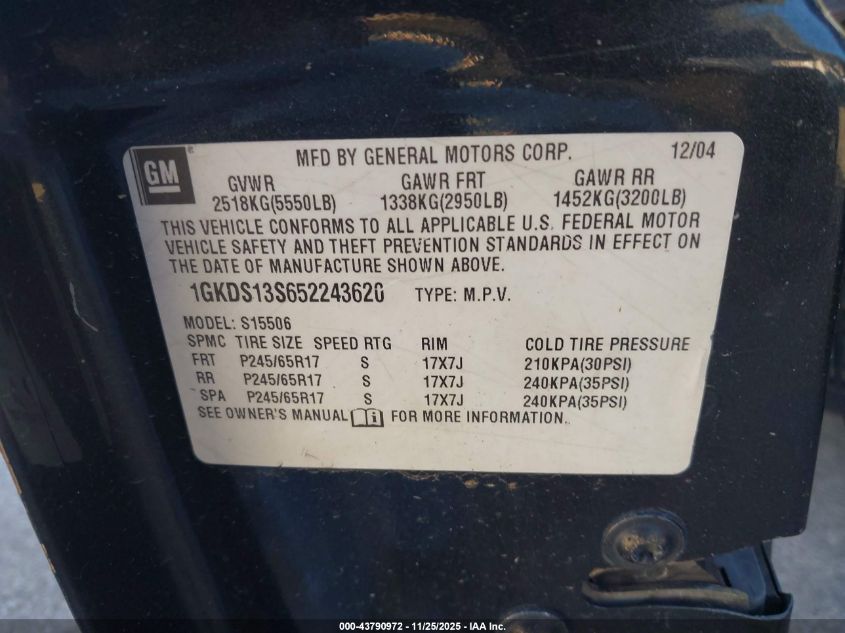 GM ®
MFD BY GENERAL MOTORS CORP. 12/04
GVWR GAWR FRT GAWR RR
2518KG(5550LB) 1338KG(2950LB) 1452KG(3200LB)
THIS VEHICLE CONFORMS TO ALL APPLICABLE U.S. FEDERAL MOTOR
VEHICLE SAFETY AND THEFT PREVENTION STANDARDS IN EFFECT ON
THE DATE OF MANUFACTURE SHOWN ABOVE.
1GKDS13S652243620 TYPE: M.P.V.
MODEL: S15506
SPMC TIRE SIZE SPEED RTG RIM COLD TIRE PRESSURE
FRT P245/65R17 S 17X7J 210KPA(30PSI)
RR P245/65R17 S 17X7J 240KPA(35PSI)
SPA P245/65R17 S 17X7J 240KPA(35PSI)
SEE OWNER'S MANUAL i FOR MORE INFORMATION.
000-43790972 - 11/25/2025 - IAA Inc.